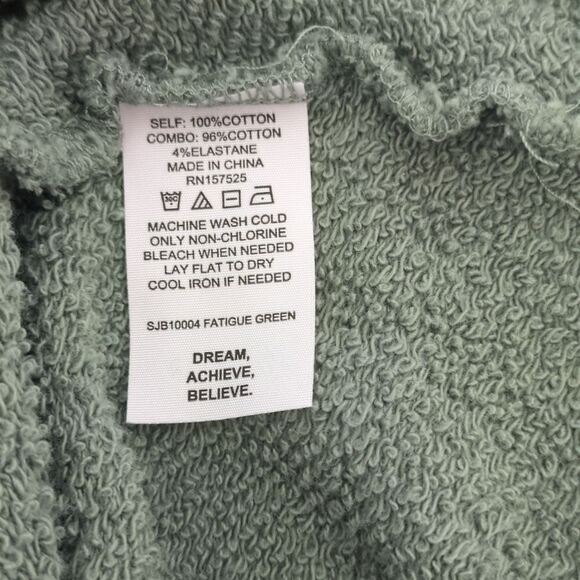 SELF: 100%COTTON
COMBO: 96%COTTON
4%ELASTANE
MADE IN CHINA
RN157525
30C
MACHINE WASH COLD
ONLY NON-CHLORINE
BLEACH WHEN NEEDED
LAY FLAT TO DRY
COOL IRON IF NEEDED
SJB10004 FATIGUE GREEN
DREAM,
ACHIEVE,
BELIEVE.